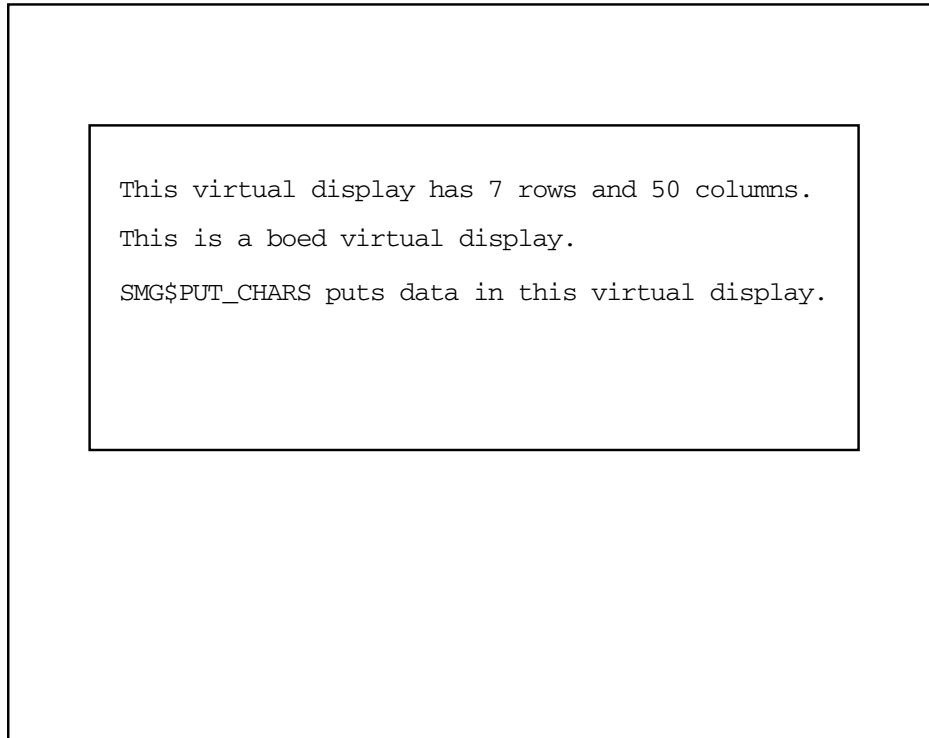 This virtual display has 7 rows and 50 columns.
This is a boed virtual display.
SMG$PUT_CHARS puts data in this virtual display.